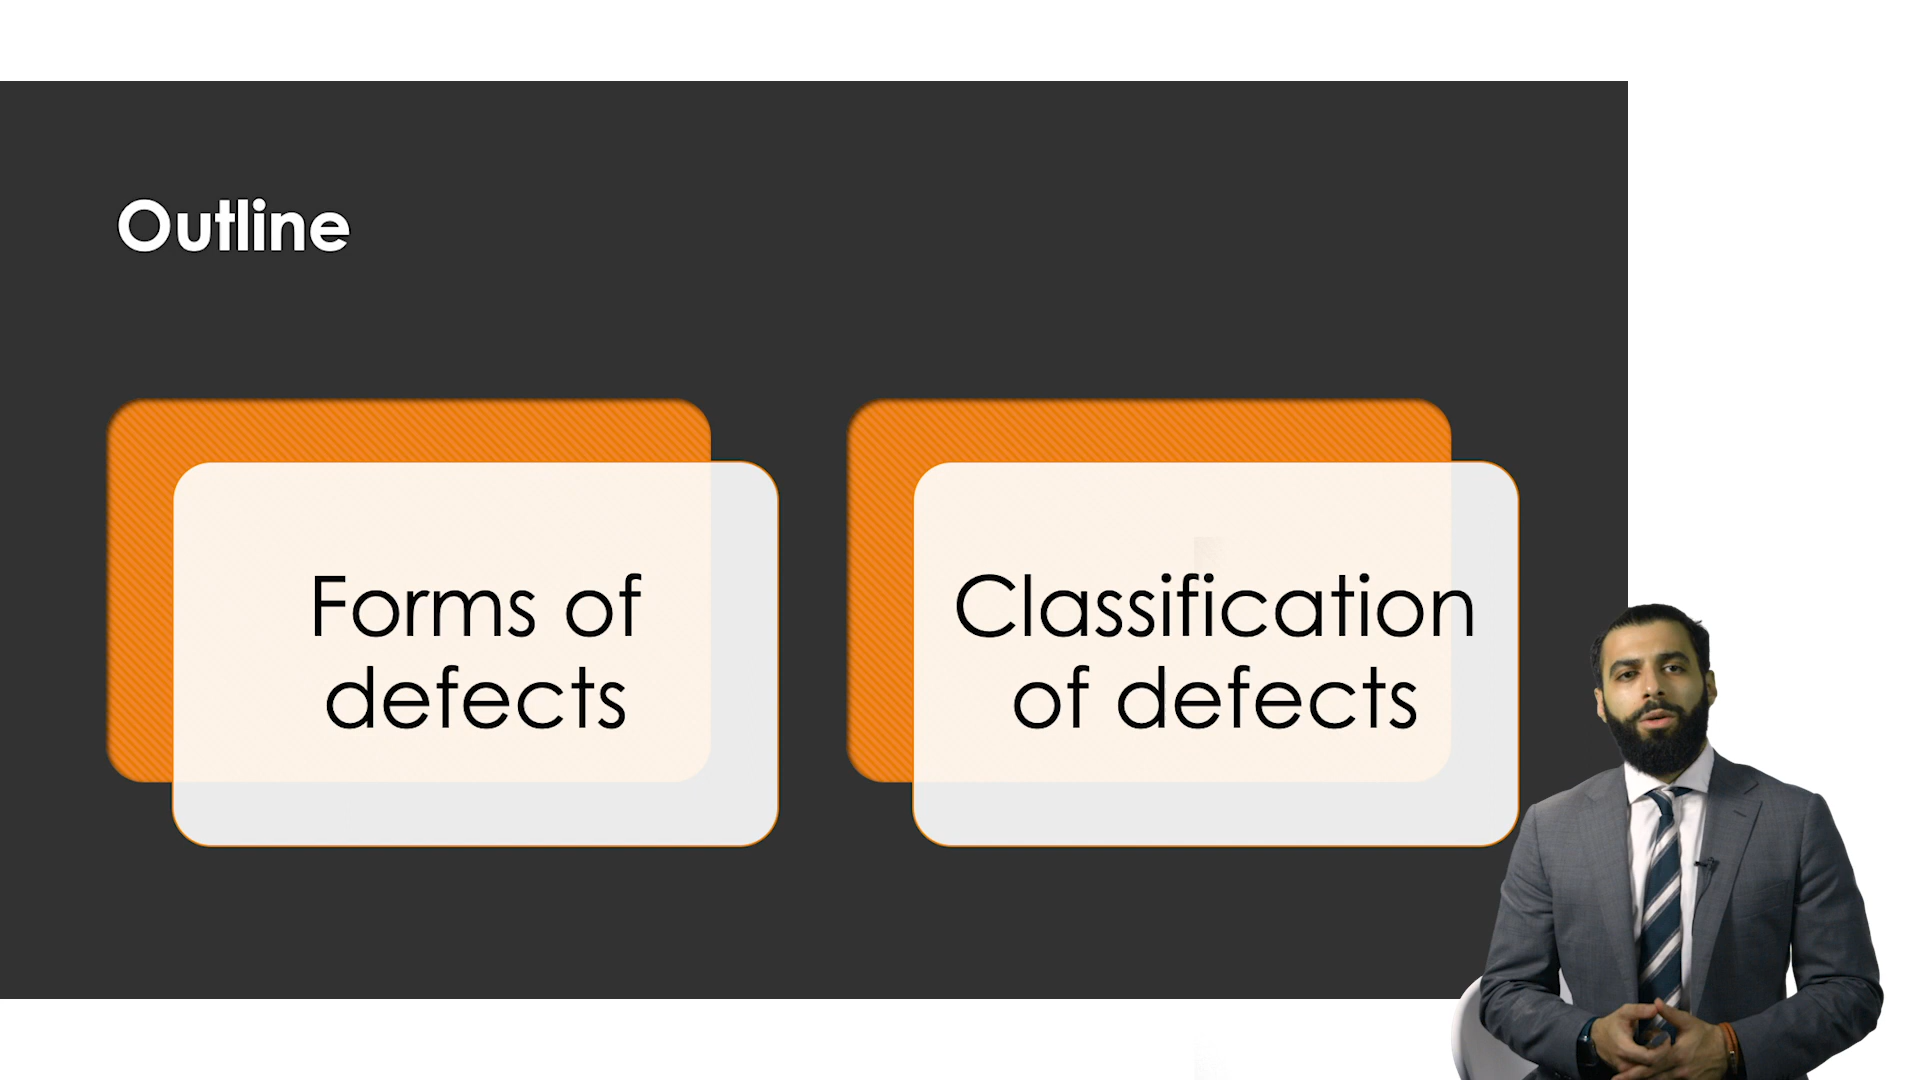 Outline
Forms of
defects
Classification
of defects